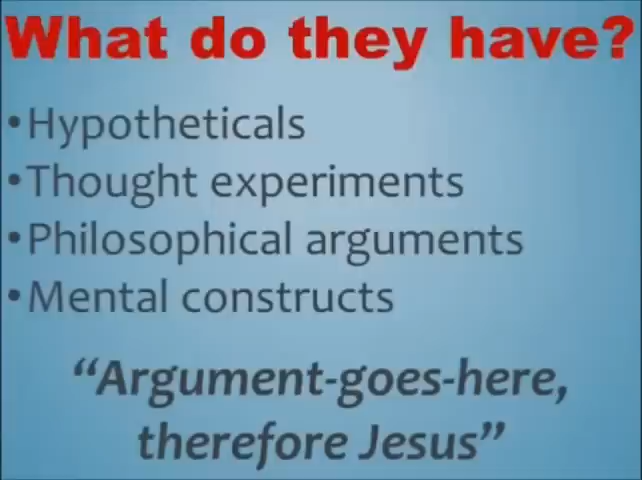 What do they have?
•Hypotheticals
•Thought experiments
•Philosophical arguments
•Mental constructs
“Argument-goes-here,
therefore Jesus”